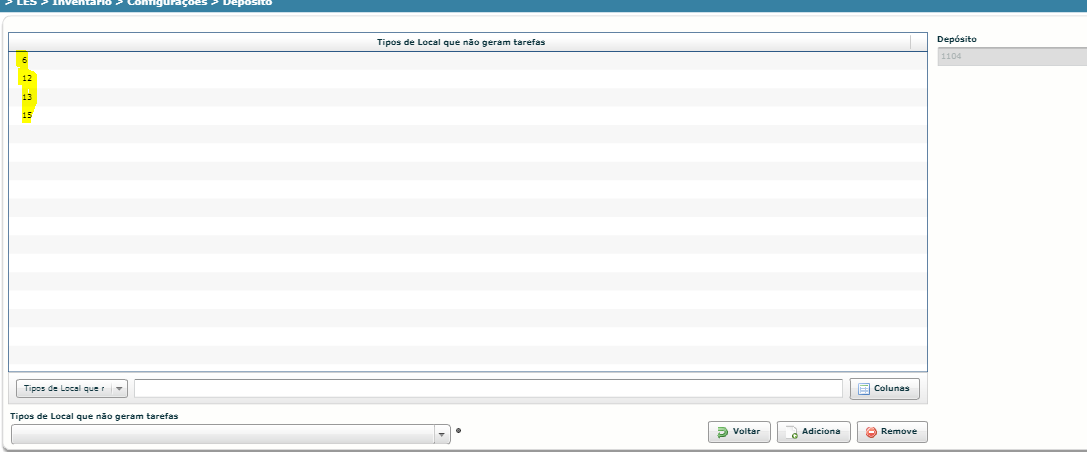 > LES > Inventário > Configurações > Depósito
Tipos de Local que não geram tarefas
Depósito
1104
6
12
13
15
Tipos de Local que r
Colunas
Tipos de Local que não geram tarefas
Voltar
Adiciona
Remove